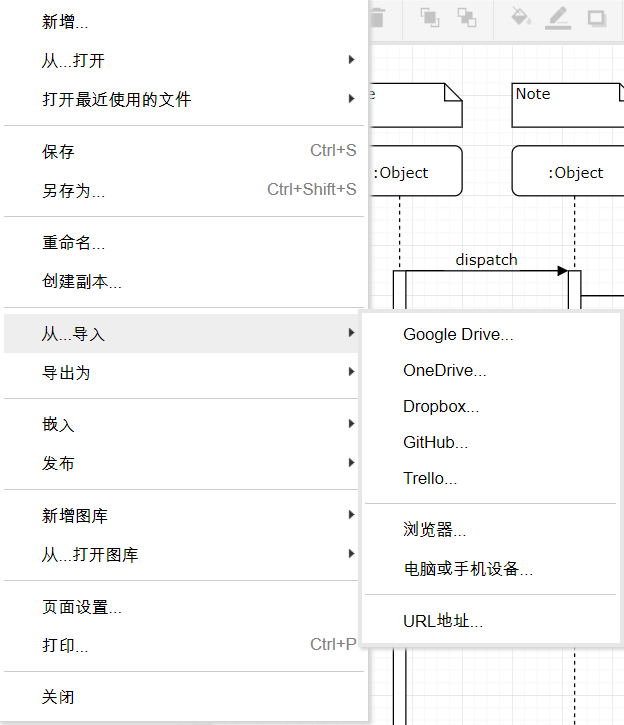 新增...
从...打开
打开最近使用的文件
保存 Ctrl+S
另存为... Ctrl+Shift+S
重命名...
创建副本...
从...导入
导出为
嵌入
发布
新增图库
从...打开图库
页面设置...
打印... Ctrl+P
关闭
Google Drive...
OneDrive...
Dropbox...
GitHub...
Trello...
浏览器...
电脑或手机设备...
URL地址...
Note
:Object
:Object
dispatch